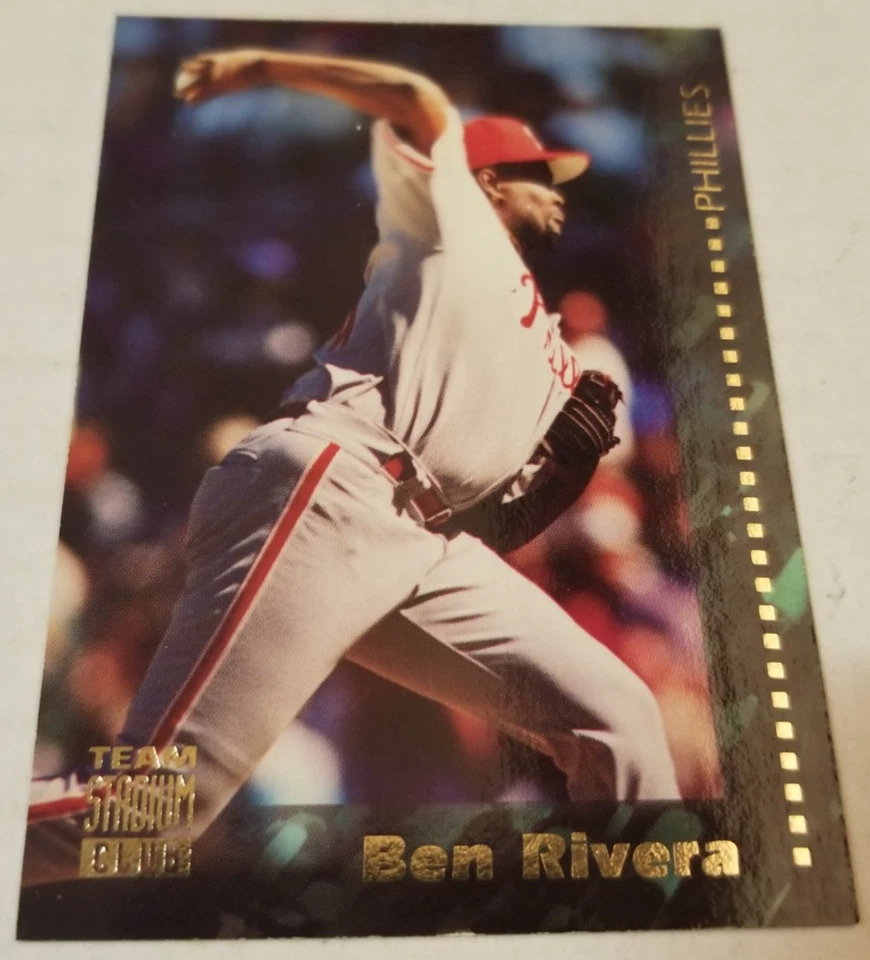 PHILLIES
TEAM
STADIUM
CLUB
Ben Rivera